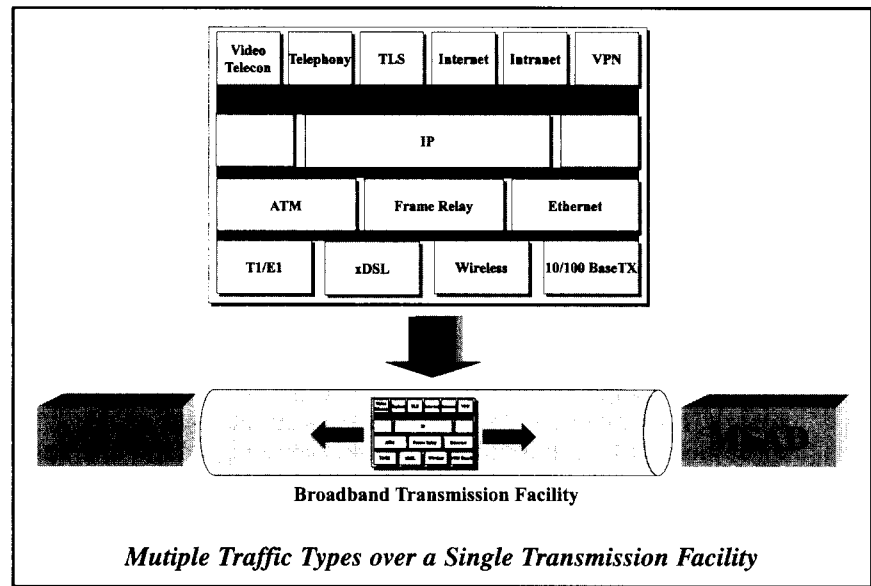 Video
Telecon
Telephony
TLS
Internet
Intranet
VPN
IP
ATM
Frame Relay
Ethernet
T1/E1
xDSL
Wireless
10/100 BaseTX
MSAD
Broadband Transmission Facility
Mutiple Traffic Types over a Single Transmission Facility